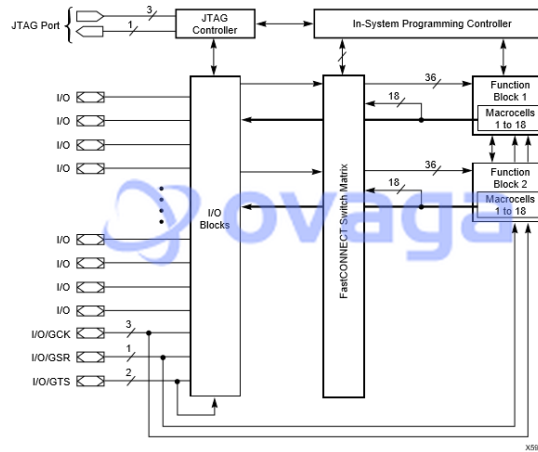 JTAG Port
3
1
JTAG
Controller
In-System Programming Controller
I/O
I/O
I/O
I/O
I/O
I/O
I/O
I/O
I/O/GCK
3
I/O/GSR
1
I/O/GTS
2
I/O
Blocks
FastCONNECT Switch Matrix
36
18
Function
Block 1
Macrocells
1 to 18
36
18
Function
Block 2
Macrocells
1 to 18
ovaga
X59